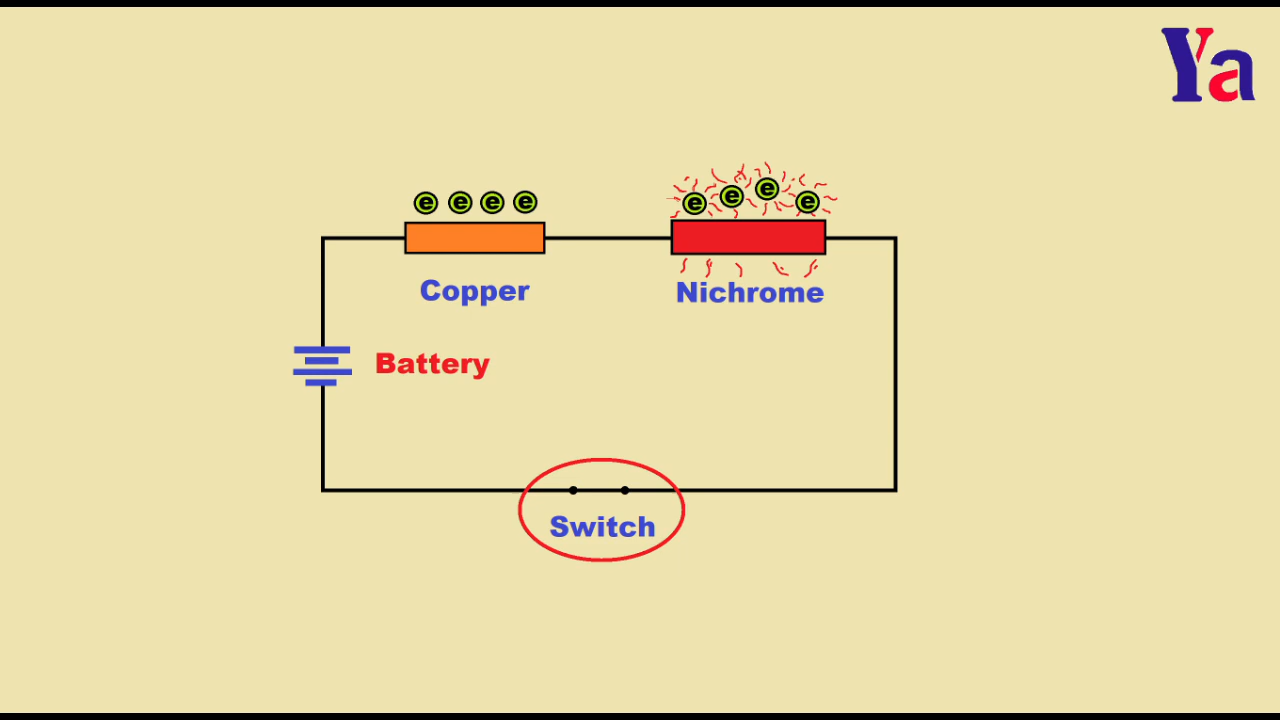 Ya
e e e e
e e e e
Copper
Nichrome
Battery
Switch